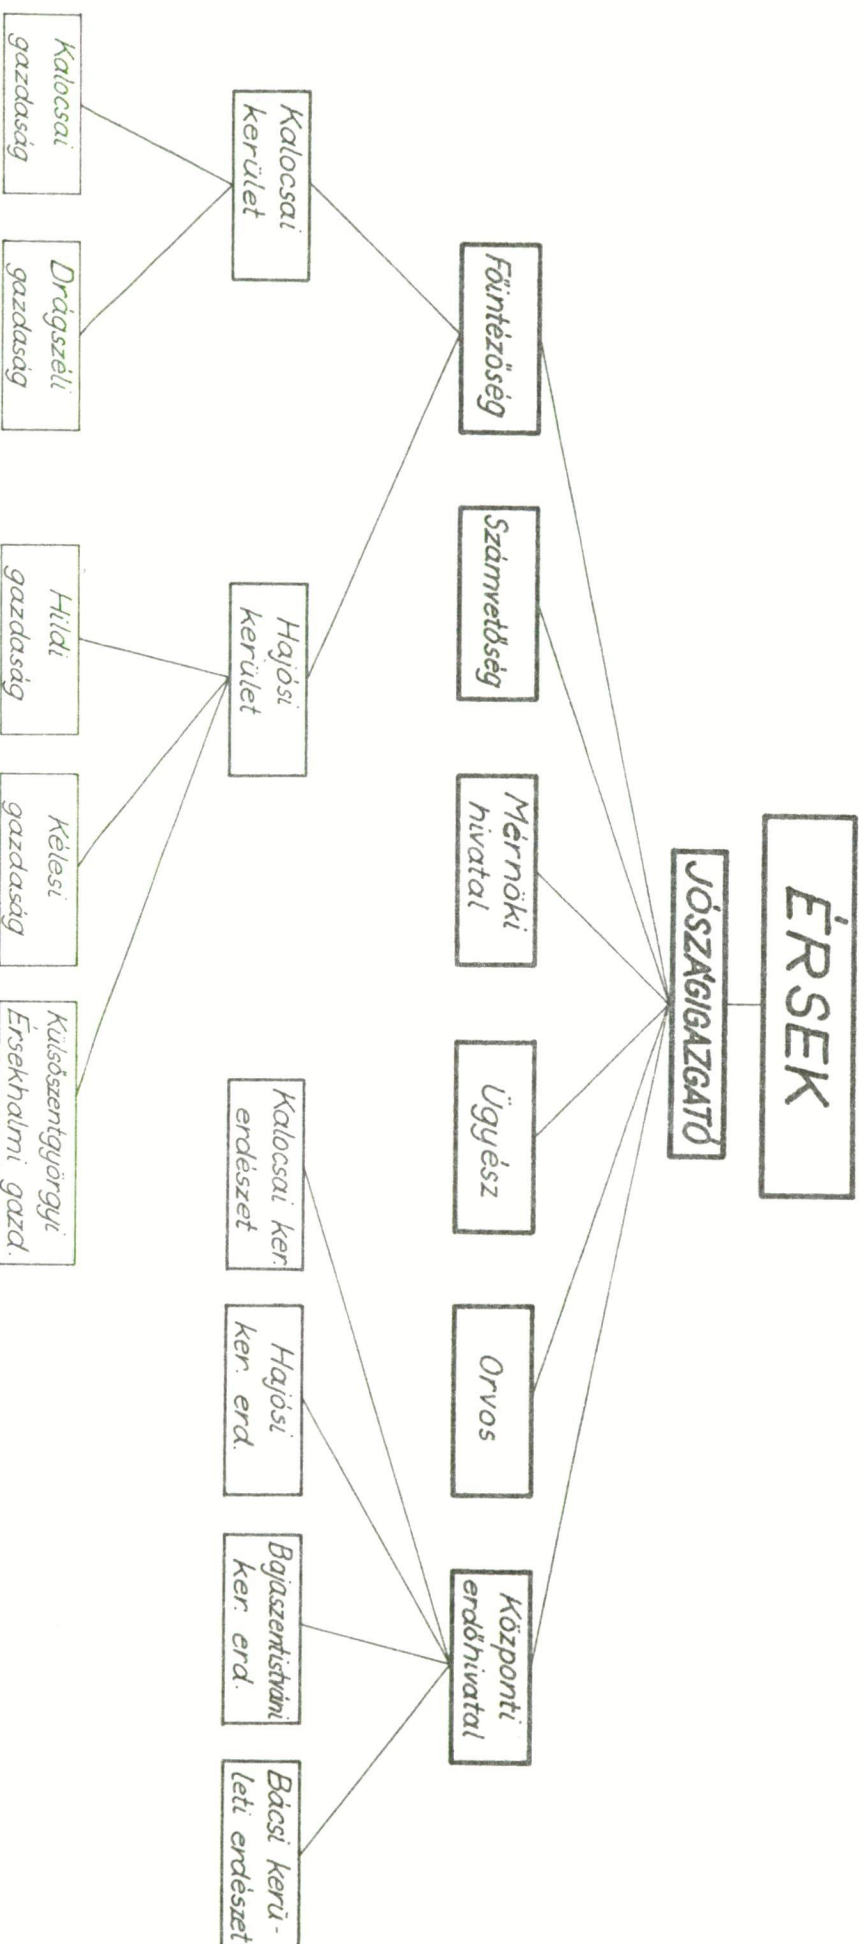 ÉRSEK
JÓSZÁGIGAZGATÓ
Főintézőség
Számvetőség
Mérnöki
hivatal
Ügyész
Orvos
Központi
erdőhivatal
Kalocsai
kerület
Hajósi
kerület
Kalocsai ker.
erdészet
Hajósi
ker. erd.
Bajaszentistváni
ker. erd.
Bácsi kerü-
leti erdészet
Kalocsai
gazdaság
Drágszéli
gazdaság
Hildi
gazdaság
Kélesi
gazdaság
Külsőszentgyörgyi
Érsekhalmi gazd.